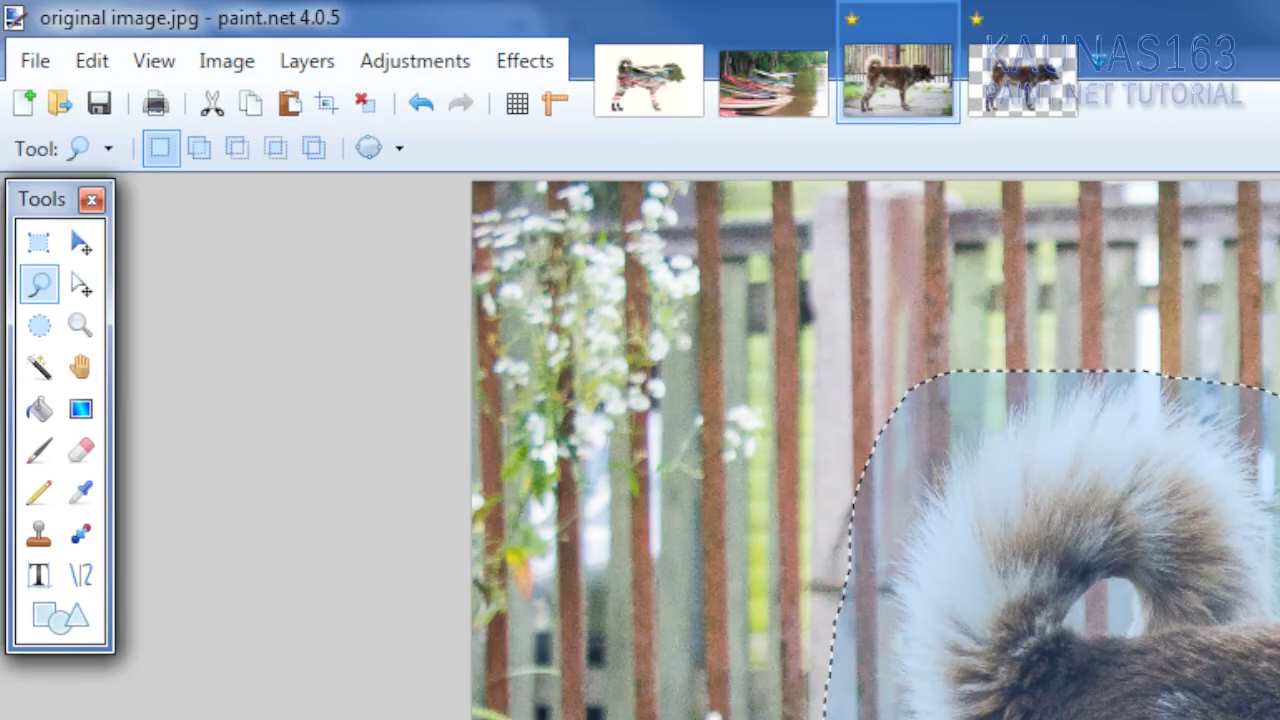 original image.jpg - paint.net 4.0.5
File Edit View Image Layers Adjustments Effects
KAUNAS163
PAINT.NET TUTORIAL
Tool:
Tools